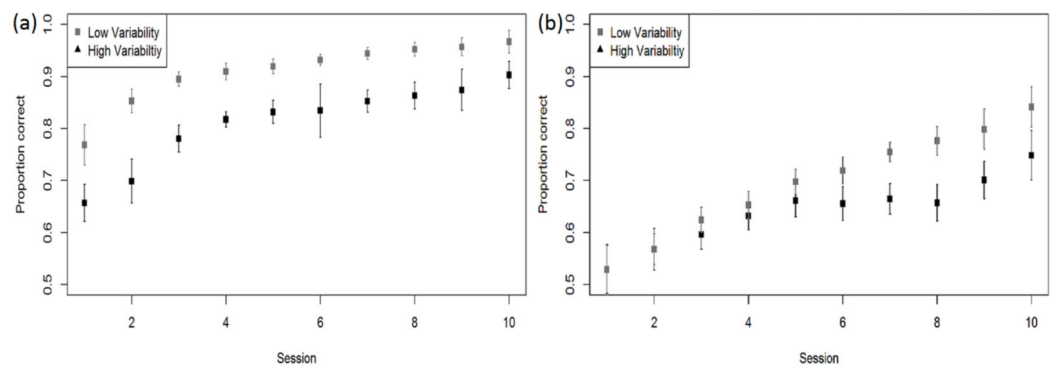 (a)
Low Variability
High Variabiltiy
1.0
0.9
0.8
0.7
0.6
0.5
Proportion correct
2 4 6 8 10
Session
(b)
Low Variability
High Variabiltiy
1.0
0.9
0.8
0.7
0.6
0.5
Proportion correct
2 4 6 8 10
Session